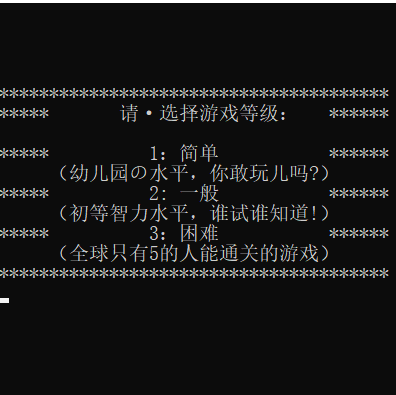 ***************************************
*****       请·选择游戏等级：   ******
*****          1：简单           ******
（幼儿园の水平，你敢玩儿吗?）
*****          2: 一般           ******
（初等智力水平，谁试谁知道!）
*****          3：困难           ******
（全球只有5的人能通关的游戏）
***************************************